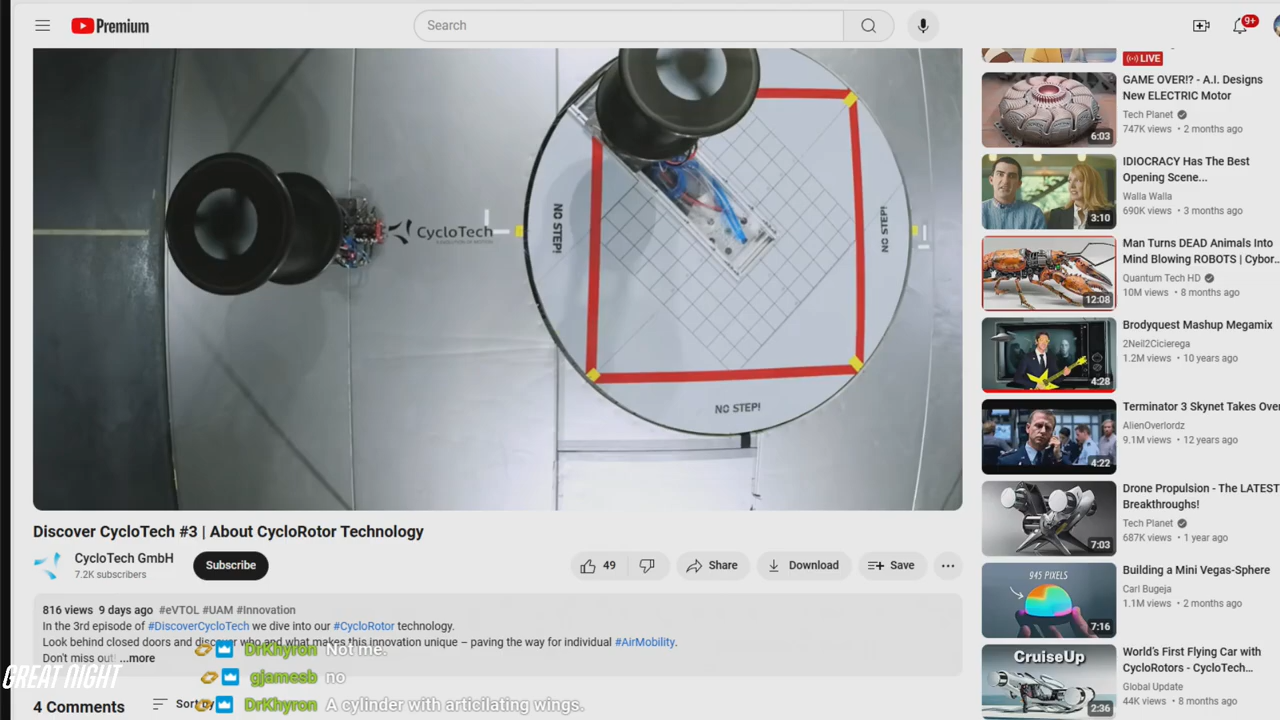 Premium
Search
9+
NO STEP!
CycloTech
NO STEP!
NO STEP!
LIVE
GAME OVER!? - A.I. Designs
New ELECTRIC Motor
Tech Planet
747K views • 2 months ago
6:03
IDIOCRACY Has The Best
Opening Scene...
Walla Walla
690K views • 3 months ago
3:10
Man Turns DEAD Animals Into
Mind Blowing ROBOTS | Cybor...
Quantum Tech HD
10M views • 8 months ago
12:08
Brodyquest Mashup Megamix
2Neil2Cicierega
1.2M views • 10 years ago
4:28
Terminator 3 Skynet Takes Over
AlienOverlordz
9.1M views • 12 years ago
4:22
Drone Propulsion - The LATEST
Breakthroughs!
Tech Planet
687K views • 1 year ago
7:03
945 PIXELS
Building a Mini Vegas-Sphere
Carl Bugeja
1.1M views • 2 months ago
7:16
CruiseUp
World's First Flying Car with
CycloRotors - CycloTech...
Global Update
44K views • 8 months ago
2:36
Discover CycloTech #3 | About CycloRotor Technology
CycloTech GmbH
7.2K subscribers
Subscribe
49
Share
Download
Save
816 views 9 days ago #eVTOL #UAM #Innovation
In the 3rd episode of #DiscoverCycloTech we dive into our #CycloRotor technology.
Look behind closed doors and discover who and what makes this innovation unique – paving the way for individual #AirMobility.
Don't miss out! ...more
DrKhyron Not me.
GREAT NIGHT
gjamesb no
4 Comments
Sort by
DrKhyron A cylinder with articilating wings.